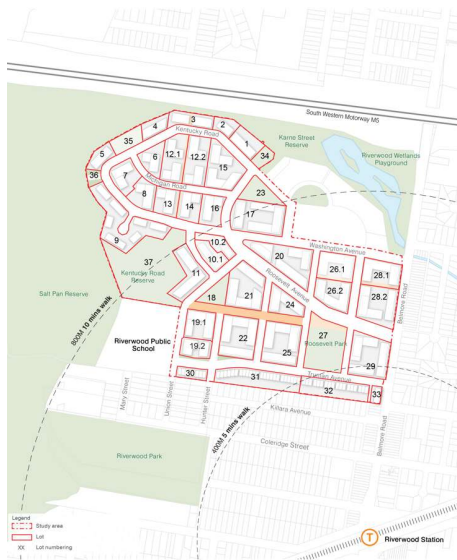 South Western Motorway M5
3
2
4
Kentucky Road
1
Karne Street
Reserve
35
Riverwood Wetlands
Playground
5
6
12.1
12.2
15
34
36
7
Michigan Road
8
13
14
16
23
17
9
Washington Avenue
10.2
10.1
20
26.1
28.1
37
Kentucky Road
Reserve
11
Roosevelt Avenue
26.2
28.2
Belmore Road
Salt Pan Reserve
18
21
24
800M 10 mins walk
19.1
27
Roosevelt Park
Riverwood Public
School
19.2
22
25
29
30
31
Truman Avenue
32
33
Mary Street
Union Street
Hunter Street
400M 5 mins walk
Killara Avenue
Belmore Road
Coleridge Street
Riverwood Park
Legend
Study area
Lot
XX
Lot numbering
T
Riverwood Station